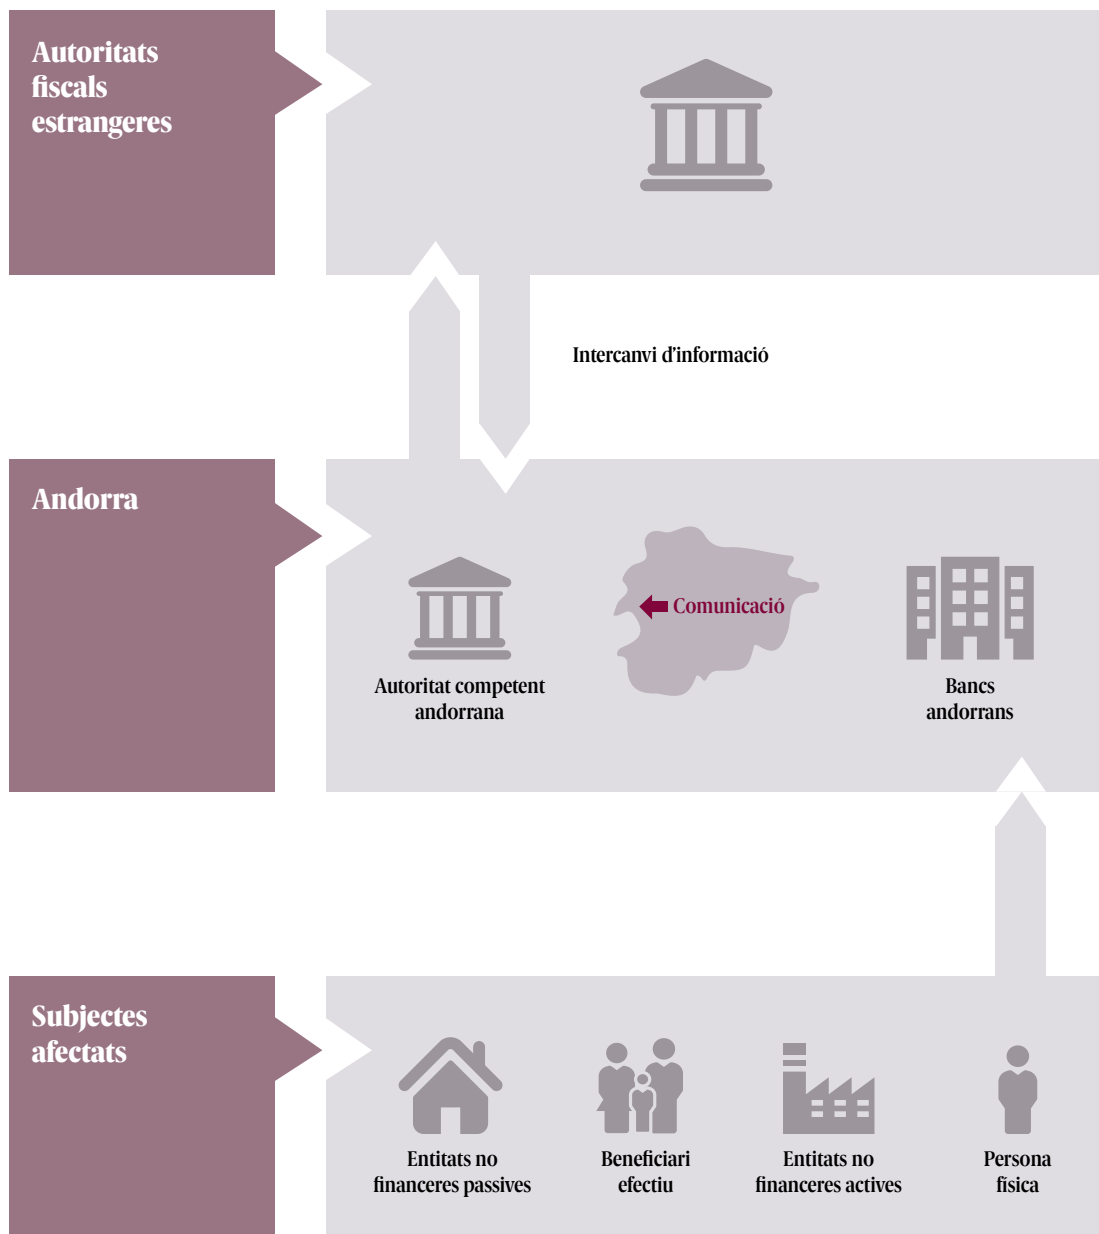 Autoritats
fiscals
estrangeres
Intercanvi d'informació
Andorra
Comunicació
Autoritat competent
andorrana
Bancs
andorrans
Subjectes
afectats
Entitats no
financeres passives
Beneficiari
efectiu
Entitats no
financeres actives
Persona
física